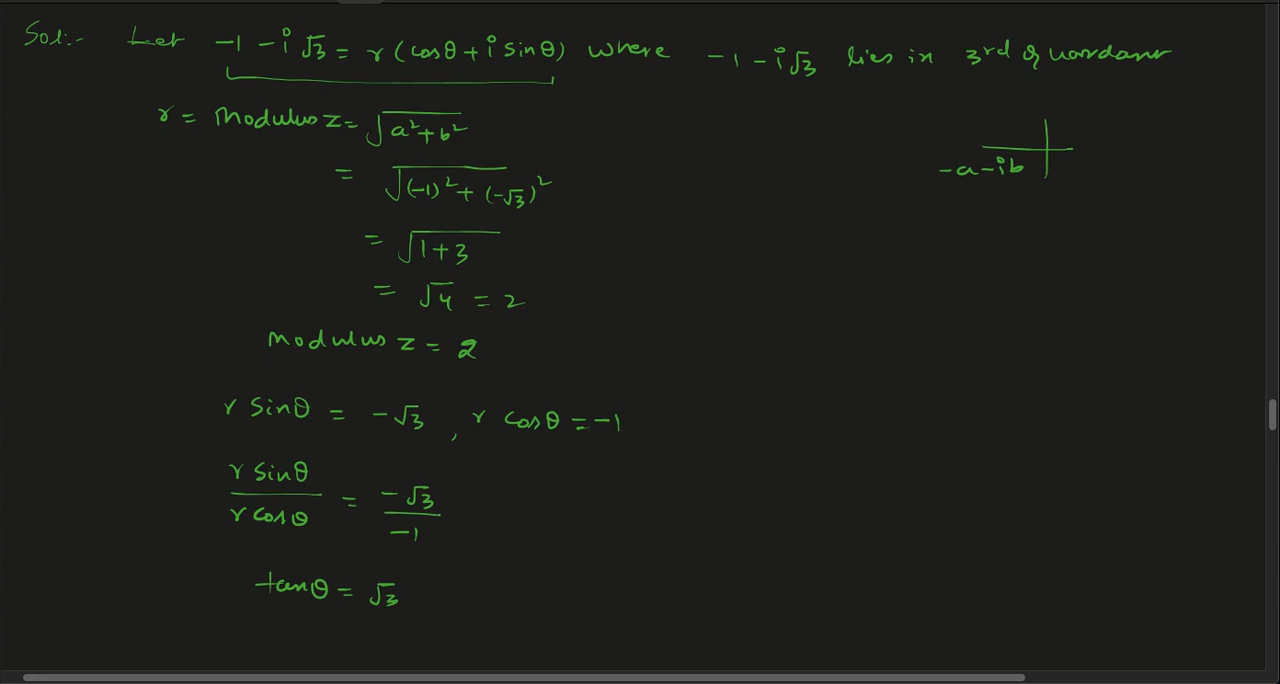 Sol:- Let -1 - i √3 = r (cosθ + i sinθ) where -1 - i√3 lies in 3rd quardant
r = Modulus z = √a² + b²
-a - ib
= √(-1)² + (-√3)²
= √1 + 3
= √4 = 2
Modulus z = 2
r sinθ = -√3 , r cosθ = -1
r sinθ / r cosθ = -√3 / -1
tanθ = √3